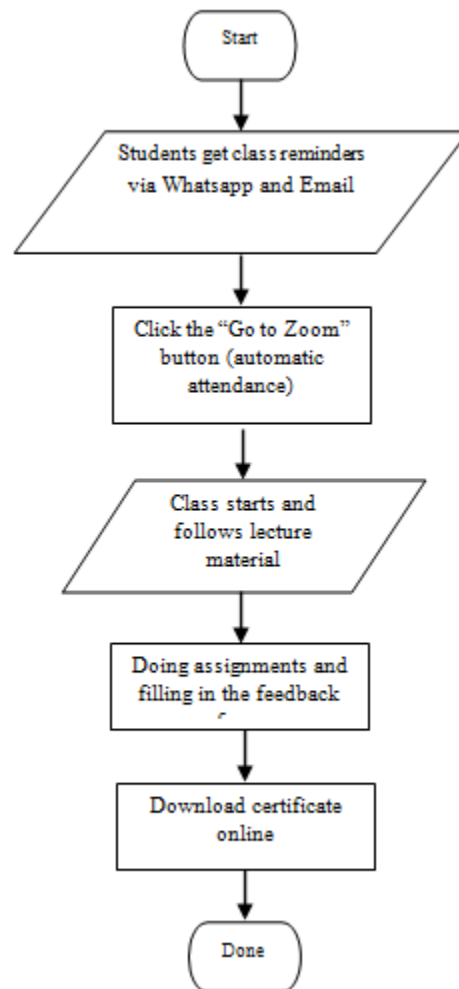 Start
Students get class reminders
via Whatsapp and Email
Click the “Go to Zoom”
button (automatic
attendance)
Class starts and
follows lecture
material
Doing assignments and
filling in the feedback
Download certificate
online
Done